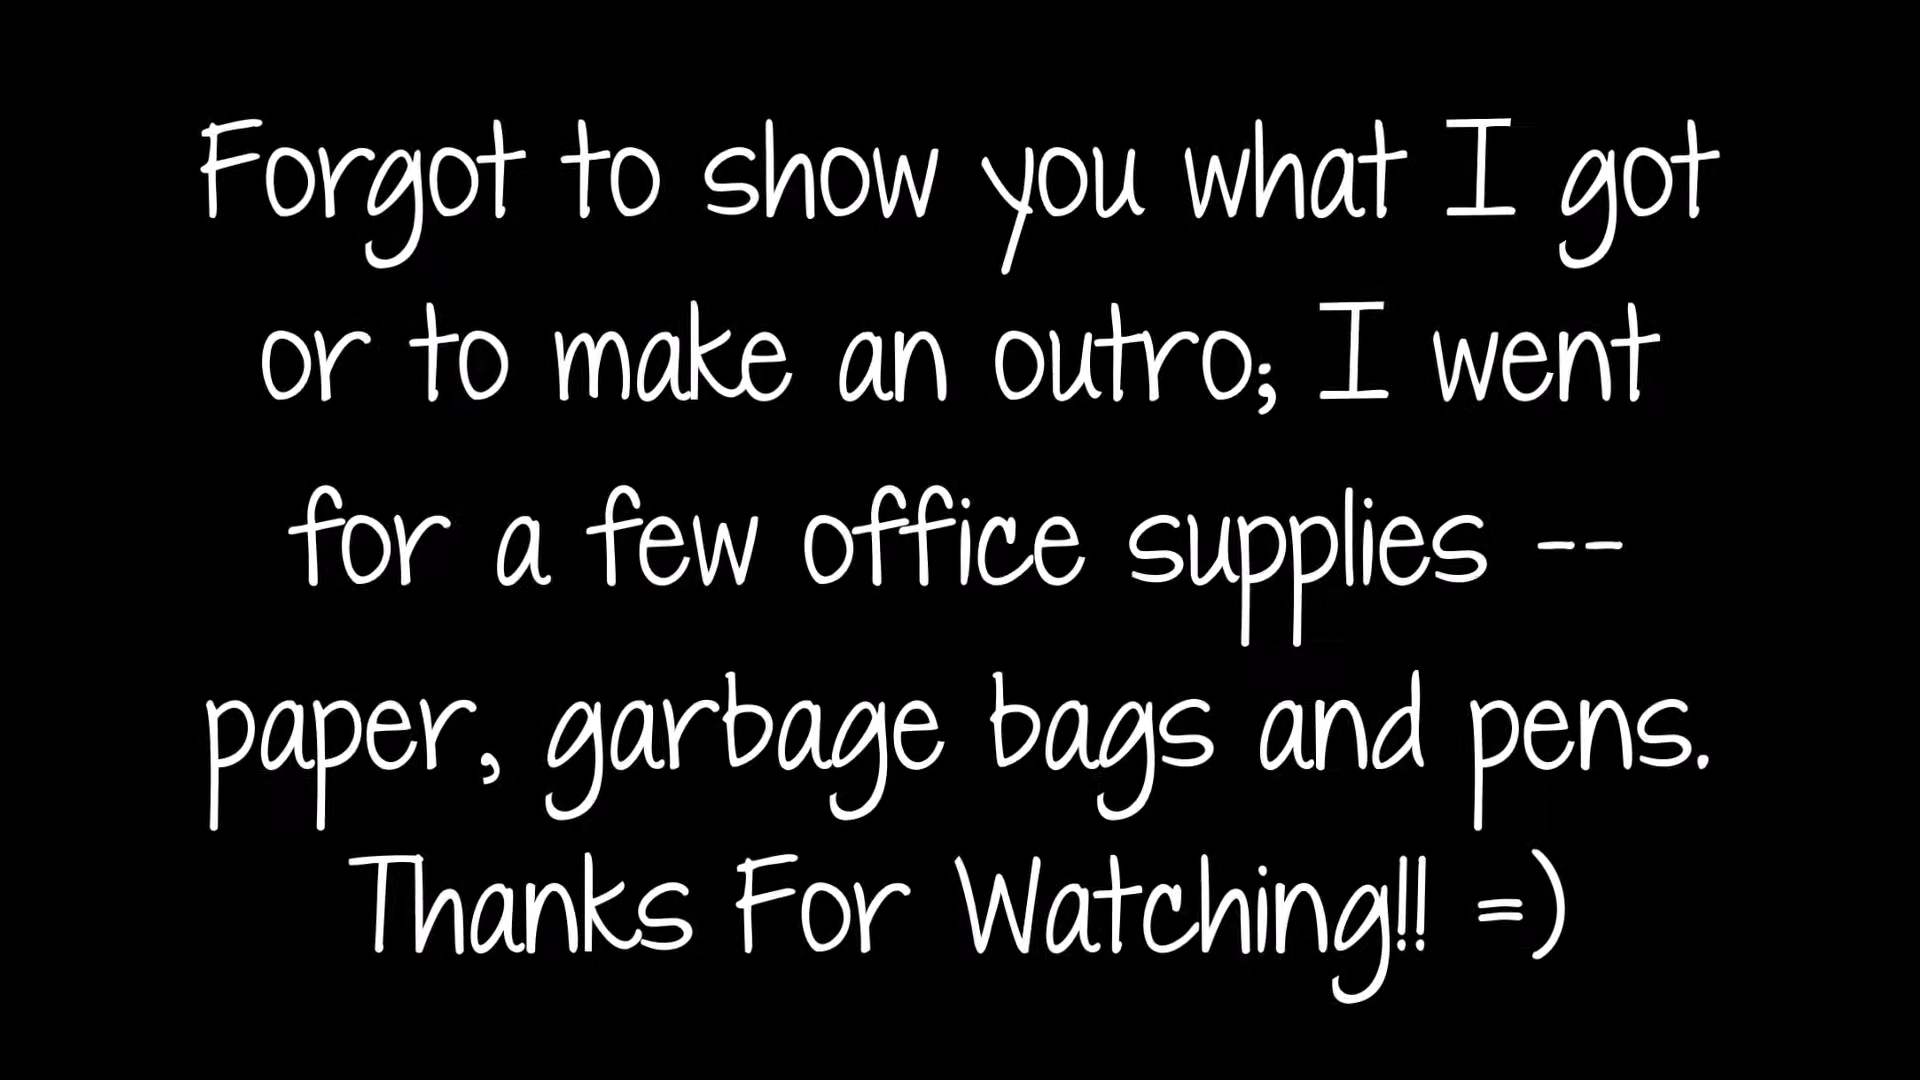 Forgot to show you what I got
or to make an outro; I went
for a few office supplies --
paper, garbage bags and pens.
Thanks For Watching!! =)